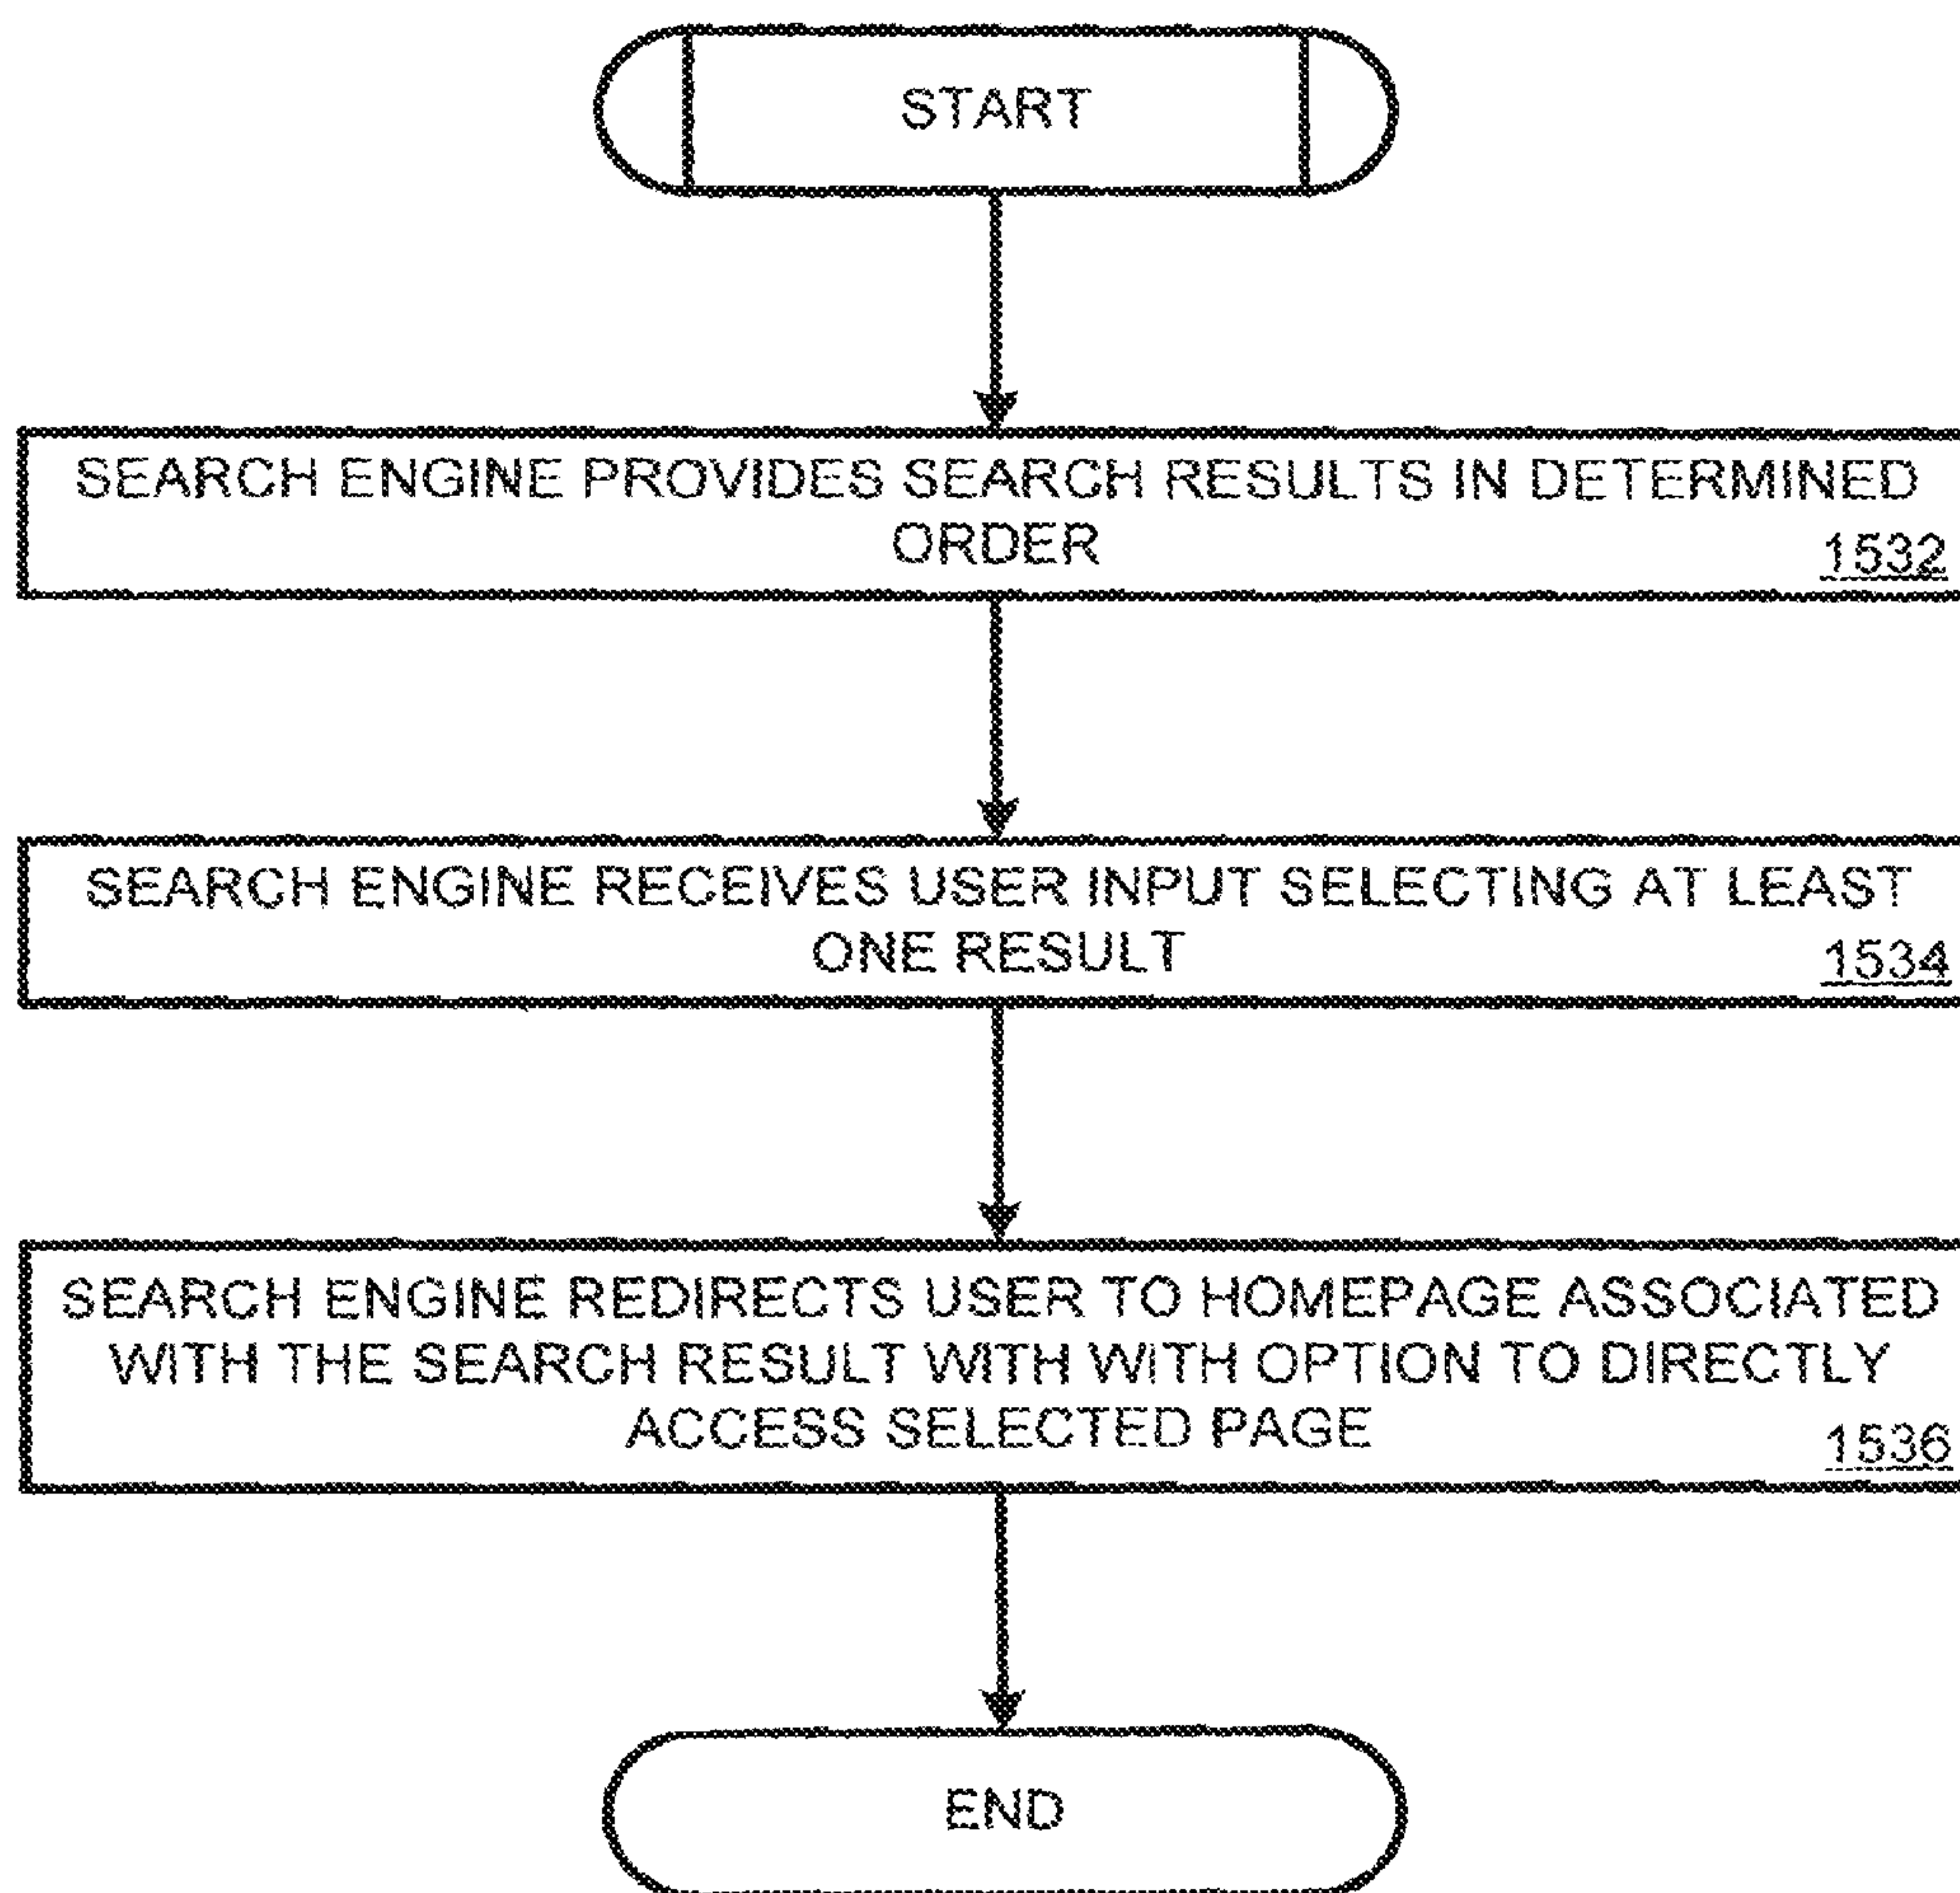 START
SEARCH ENGINE PROVIDES SEARCH RESULTS IN DETERMINED
ORDER
1532
SEARCH ENGINE RECEIVES USER INPUT SELECTING AT LEAST
ONE RESULT
1534
SEARCH ENGINE REDIRECTS USER TO HOMEPAGE ASSOCIATED
WITH THE SEARCH RESULT WITH WITH OPTION TO DIRECTLY
ACCESS SELECTED PAGE
1536
END